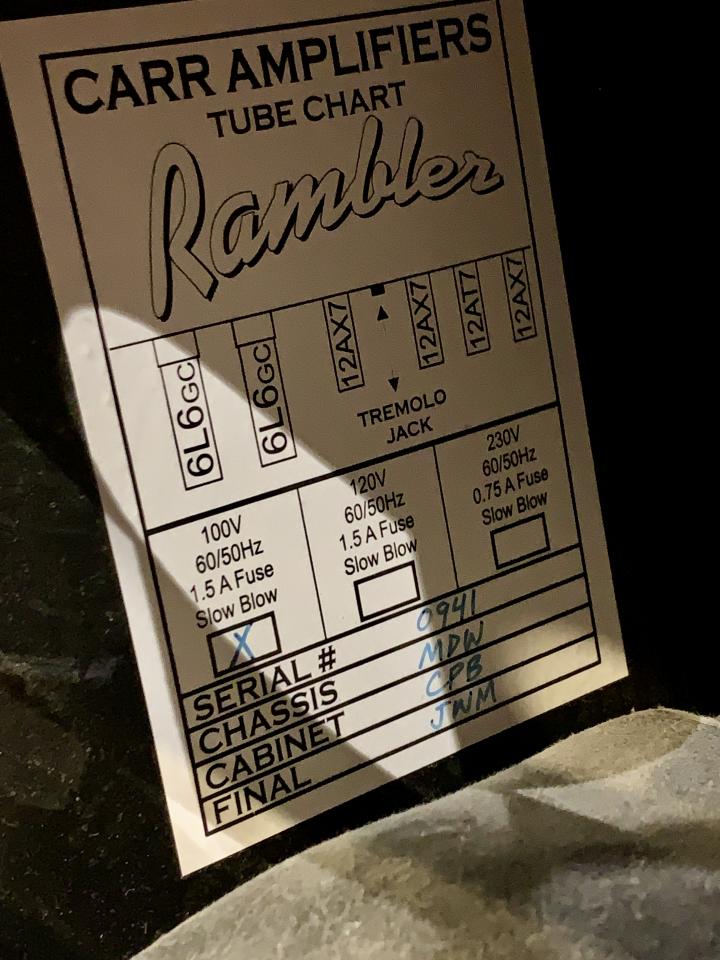 CARR AMPLIFIERS
TUBE CHART
Rambler
6L6GC 6L6GC 12AX7 12AX7 12AT7 12AX7
TREMOLO
JACK
100V
60/50Hz
1.5 A Fuse
Slow Blow
X
120V
60/50Hz
1.5 A Fuse
Slow Blow
230V
60/50Hz
0.75 A Fuse
Slow Blow
SERIAL # 0941
CHASSIS MDW
CABINET CPB
FINAL JWM